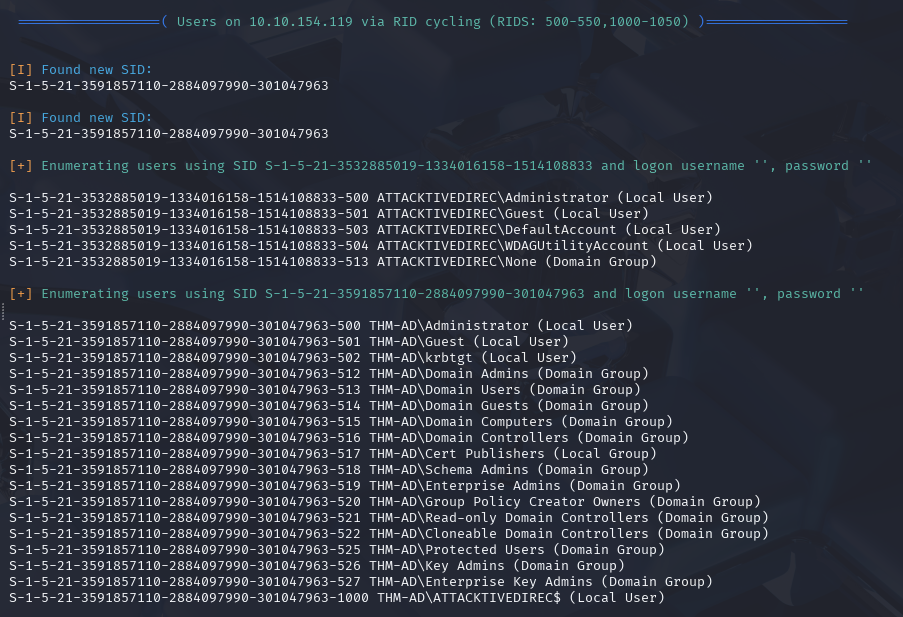 ( Users on 10.10.154.119 via RID cycling (RIDS: 500-550,1000-1050) )
[I] Found new SID:
S-1-5-21-3591857110-2884097990-301047963
[I] Found new SID:
S-1-5-21-3591857110-2884097990-301047963
[+] Enumerating users using SID S-1-5-21-3532885019-1334016158-1514108833 and logon username '', password ''
S-1-5-21-3532885019-1334016158-1514108833-500 ATTACKTIVEDIREC\Administrator (Local User)
S-1-5-21-3532885019-1334016158-1514108833-501 ATTACKTIVEDIREC\Guest (Local User)
S-1-5-21-3532885019-1334016158-1514108833-503 ATTACKTIVEDIREC\DefaultAccount (Local User)
S-1-5-21-3532885019-1334016158-1514108833-504 ATTACKTIVEDIREC\WDAGUtilityAccount (Local User)
S-1-5-21-3532885019-1334016158-1514108833-513 ATTACKTIVEDIREC\None (Domain Group)
[+] Enumerating users using SID S-1-5-21-3591857110-2884097990-301047963 and logon username '', password ''
S-1-5-21-3591857110-2884097990-301047963-500 THM-AD\Administrator (Local User)
S-1-5-21-3591857110-2884097990-301047963-501 THM-AD\Guest (Local User)
S-1-5-21-3591857110-2884097990-301047963-502 THM-AD\krbtgt (Local User)
S-1-5-21-3591857110-2884097990-301047963-512 THM-AD\Domain Admins (Domain Group)
S-1-5-21-3591857110-2884097990-301047963-513 THM-AD\Domain Users (Domain Group)
S-1-5-21-3591857110-2884097990-301047963-514 THM-AD\Domain Guests (Domain Group)
S-1-5-21-3591857110-2884097990-301047963-515 THM-AD\Domain Computers (Domain Group)
S-1-5-21-3591857110-2884097990-301047963-516 THM-AD\Domain Controllers (Domain Group)
S-1-5-21-3591857110-2884097990-301047963-517 THM-AD\Cert Publishers (Local Group)
S-1-5-21-3591857110-2884097990-301047963-518 THM-AD\Schema Admins (Domain Group)
S-1-5-21-3591857110-2884097990-301047963-519 THM-AD\Enterprise Admins (Domain Group)
S-1-5-21-3591857110-2884097990-301047963-520 THM-AD\Group Policy Creator Owners (Domain Group)
S-1-5-21-3591857110-2884097990-301047963-521 THM-AD\Read-only Domain Controllers (Domain Group)
S-1-5-21-3591857110-2884097990-301047963-522 THM-AD\Cloneable Domain Controllers (Domain Group)
S-1-5-21-3591857110-2884097990-301047963-525 THM-AD\Protected Users (Domain Group)
S-1-5-21-3591857110-2884097990-301047963-526 THM-AD\Key Admins (Domain Group)
S-1-5-21-3591857110-2884097990-301047963-527 THM-AD\Enterprise Key Admins (Domain Group)
S-1-5-21-3591857110-2884097990-301047963-1000 THM-AD\ATTACKTIVEDIREC$ (Local User)